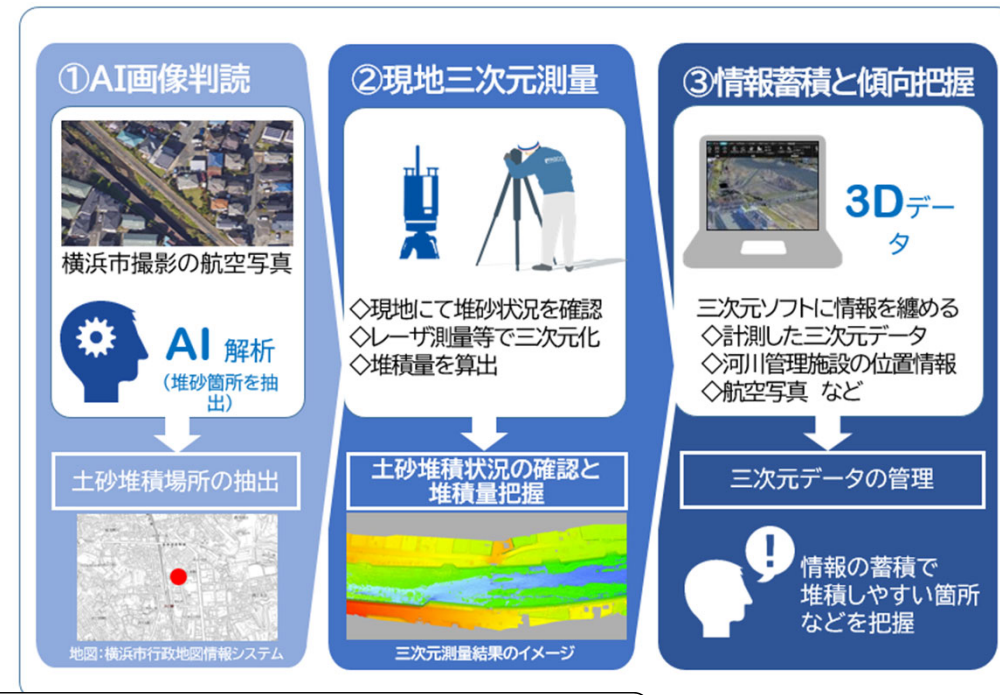 ①AI画像判読
横浜市撮影の航空写真
AI 解析
(堆砂箇所を抽
出)
土砂堆積場所の抽出
地図:横浜市行政地図情報システム
②現地三次元測量
◇現地にて堆砂状況を確認
◇レーザ測量等で三次元化
◇堆積量を算出
土砂堆積状況の確認と
堆積量把握
三次元測量結果のイメージ
③情報蓄積と傾向把握
3Dデー
タ
三次元ソフトに情報を纏める
◇計測した三次元データ
◇河川管理施設の位置情報
◇航空写真 など
三次元データの管理
情報の蓄積で
堆積しやすい箇所
などを把握